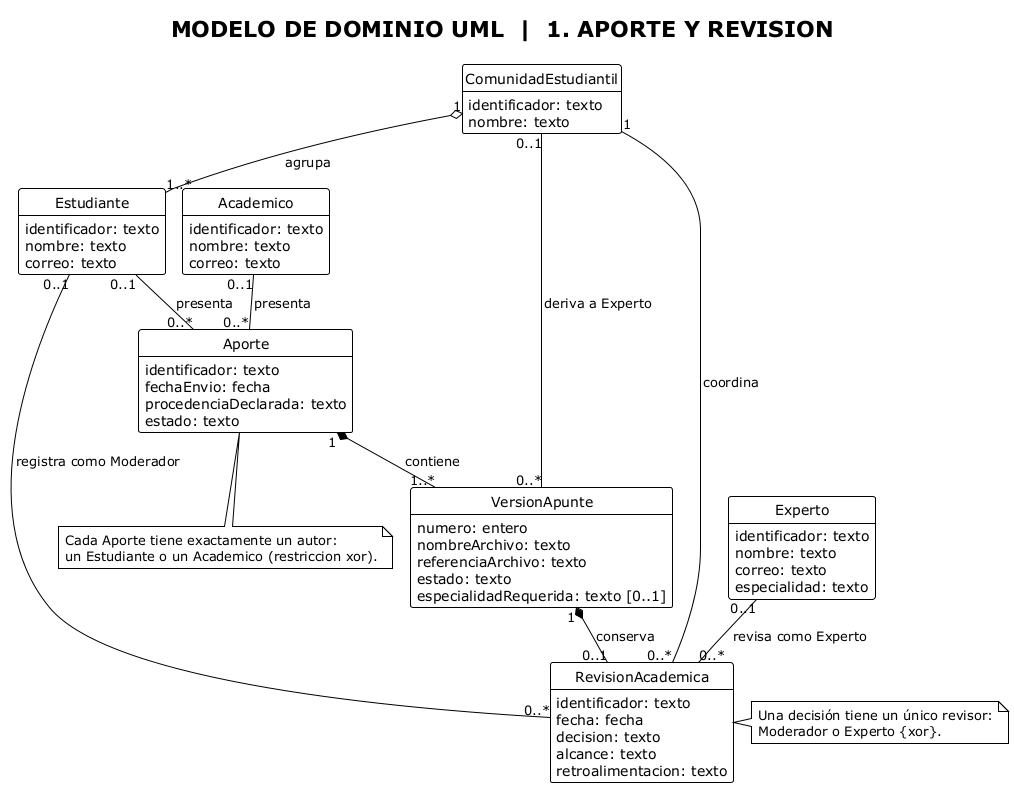 MODELO DE DOMINIO UML | 1. APORTE Y REVISION
ComunidadEstudiantil
identificador: texto
nombre: texto
1
1
0..1
agrupa
1..*
Estudiante
identificador: texto
nombre: texto
correo: texto
Academico
identificador: texto
nombre: texto
correo: texto
0..1
0..1
0..1
presenta
presenta
deriva a Experto
0..*
0..*
Aporte
identificador: texto
fechaEnvio: fecha
procedenciaDeclarada: texto
estado: texto
coordina
1
registra como Moderador
contiene
1..*
0..*
Cada Aporte tiene exactamente un autor:
un Estudiante o un Academico (restriccion xor).
VersionApunte
numero: entero
nombreArchivo: texto
referenciaArchivo: texto
estado: texto
especialidadRequerida: texto [0..1]
Experto
identificador: texto
nombre: texto
correo: texto
especialidad: texto
1
0..1
conserva
revisa como Experto
0..1
0..*
0..*
RevisionAcademica
identificador: texto
fecha: fecha
decision: texto
alcance: texto
retroalimentacion: texto
0..*
Una decisión tiene un único revisor:
Moderador o Experto {xor}.